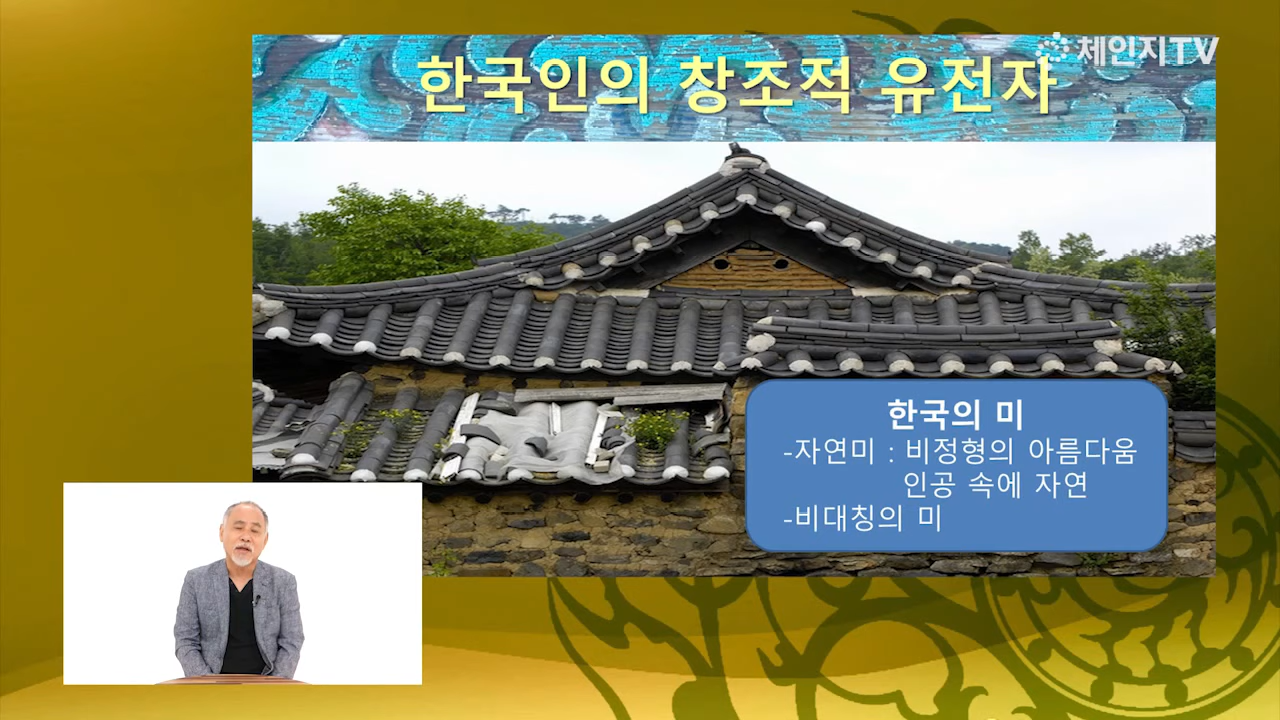 체인지TV
한국인의 창조적 유전자
한국의 미
-자연미 : 비정형의 아름다움
인공 속에 자연
-비대칭의 미